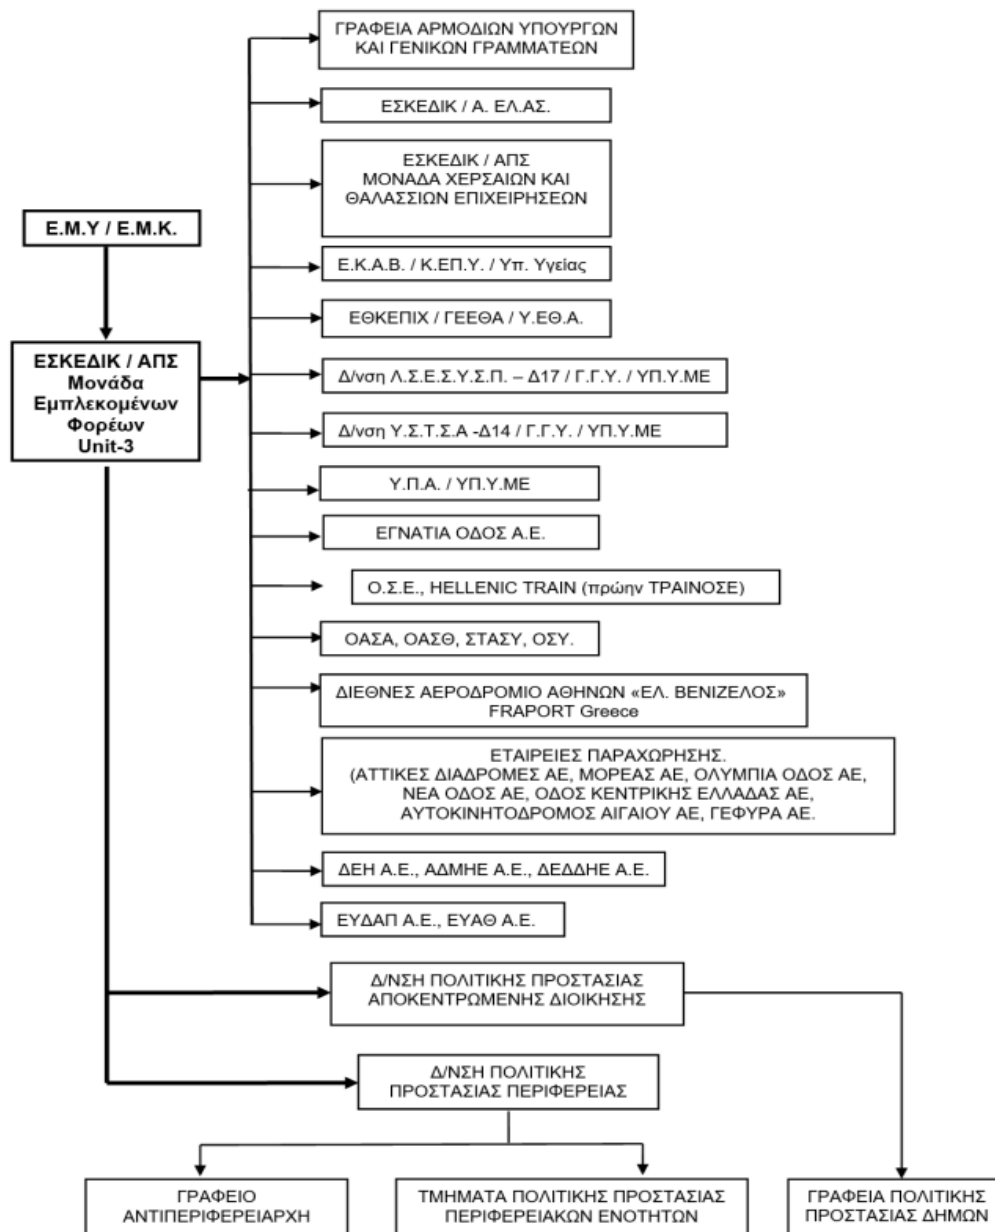 ΓΡΑΦΕΙΑ ΑΡΜΟΔΙΩΝ ΥΠΟΥΡΓΩΝ
ΚΑΙ ΓΕΝΙΚΩΝ ΓΡΑΜΜΑΤΕΩΝ
ΕΣΚΕΔΙΚ / Α. ΕΛ.ΑΣ.
ΕΣΚΕΔΙΚ / ΑΠΣ
ΜΟΝΑΔΑ ΧΕΡΣΑΙΩΝ ΚΑΙ
ΘΑΛΑΣΣΙΩΝ ΕΠΙΧΕΙΡΗΣΕΩΝ
Ε.Μ.Υ / Ε.Μ.Κ.
Ε.Κ.Α.Β. / Κ.ΕΠ.Υ. / Υπ. Υγείας
ΕΘΚΕΠΙΧ / ΓΕΕΘΑ / Υ.ΕΘ.Α.
ΕΣΚΕΔΙΚ / ΑΠΣ
Μονάδα
Εμπλεκομένων
Φορέων
Unit-3
Δ/νση Λ.Σ.Ε.Σ.Υ.Σ.Π. – Δ17 / Γ.Γ.Υ. / ΥΠ.Υ.ΜΕ
Δ/νση Υ.Σ.Τ.Σ.Α -Δ14 / Γ.Γ.Υ. / ΥΠ.Υ.ΜΕ
Υ.Π.Α. / ΥΠ.Υ.ΜΕ
ΕΓΝΑΤΙΑ ΟΔΟΣ Α.Ε.
Ο.Σ.Ε., HELLENIC TRAIN (πρώην ΤΡΑΙΝΟΣΕ)
ΟΑΣΑ, ΟΑΣΘ, ΣΤΑΣΥ, ΟΣΥ.
ΔΙΕΘΝΕΣ ΑΕΡΟΔΡΟΜΙΟ ΑΘΗΝΩΝ «ΕΛ. ΒΕΝΙΖΕΛΟΣ»
FRAPORT Greece
ΕΤΑΙΡΕΙΕΣ ΠΑΡΑΧΩΡΗΣΗΣ.
(ΑΤΤΙΚΕΣ ΔΙΑΔΡΟΜΕΣ ΑΕ, ΜΟΡΕΑΣ ΑΕ, ΟΛΥΜΠΙΑ ΟΔΟΣ ΑΕ,
ΝΕΑ ΟΔΟΣ ΑΕ, ΟΔΟΣ ΚΕΝΤΡΙΚΗΣ ΕΛΛΑΔΑΣ ΑΕ,
ΑΥΤΟΚΙΝΗΤΟΔΡΟΜΟΣ ΑΙΓΑΙΟΥ ΑΕ, ΓΕΦΥΡΑ ΑΕ.
ΔΕΗ Α.Ε., ΑΔΜΗΕ Α.Ε., ΔΕΔΔΗΕ Α.Ε.
ΕΥΔΑΠ Α.Ε., ΕΥΑΘ Α.Ε.
Δ/ΝΣΗ ΠΟΛΙΤΙΚΗΣ ΠΡΟΣΤΑΣΙΑΣ
ΑΠΟΚΕΝΤΡΩΜΕΝΗΣ ΔΙΟΙΚΗΣΗΣ
Δ/ΝΣΗ ΠΟΛΙΤΙΚΗΣ
ΠΡΟΣΤΑΣΙΑΣ ΠΕΡΙΦΕΡΕΙΑΣ
ΓΡΑΦΕΙΟ
ΑΝΤΙΠΕΡΙΦΕΡΕΙΑΡΧΗ
ΤΜΗΜΑΤΑ ΠΟΛΙΤΙΚΗΣ ΠΡΟΣΤΑΣΙΑΣ
ΠΕΡΙΦΕΡΕΙΑΚΩΝ ΕΝΟΤΗΤΩΝ
ΓΡΑΦΕΙΑ ΠΟΛΙΤΙΚΗΣ
ΠΡΟΣΤΑΣΙΑΣ ΔΗΜΩΝ